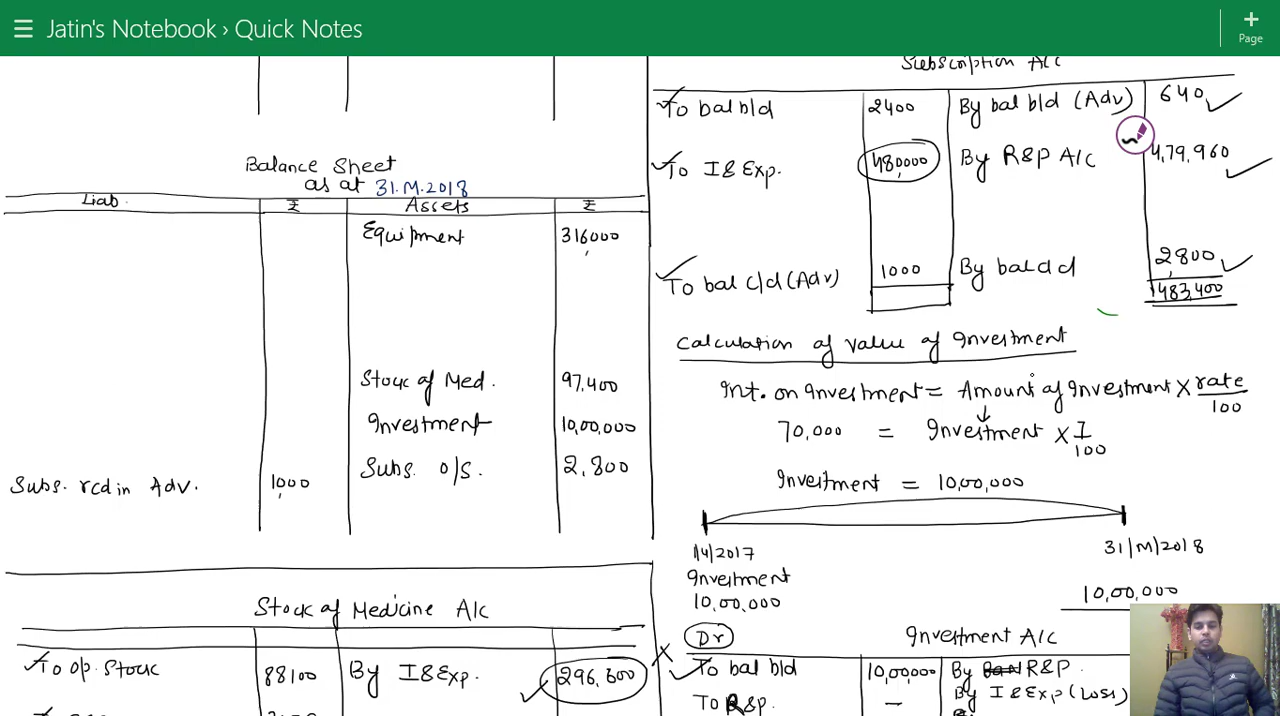 Jatin's Notebook › Quick Notes
Page
Subscription A/c
To bal b/d 2400 By bal b/d (Adv) 640
To I&Exp. 480000 By R&P A/c 4,79,960
To bal c/d (Adv) 1000 By bal c/d 2,800
483,400
Balance Sheet
as at 31.M.2018
Liab. ₹ Assets ₹
Equipment 316000
Stock of Med. 97,400
Investment 10,00,000
Subs. O/S. 2,800
Subs. rcd in Adv. 1000
Calculation of value of Investment
Int. on Investment = Amount of Investment × rate
100
70,000 = Investment × 7
100
Investment = 10,00,000
1/4/2017 31/M/2018
Investment
10,00,000 10,00,000
Stock of Medicine A/c
To op. Stock 88100 By I&Exp. 296,300
Dr Investment A/c
To bal b/d 10,00,000 By R&P.
To R&P. — By I&Exp (Loss)